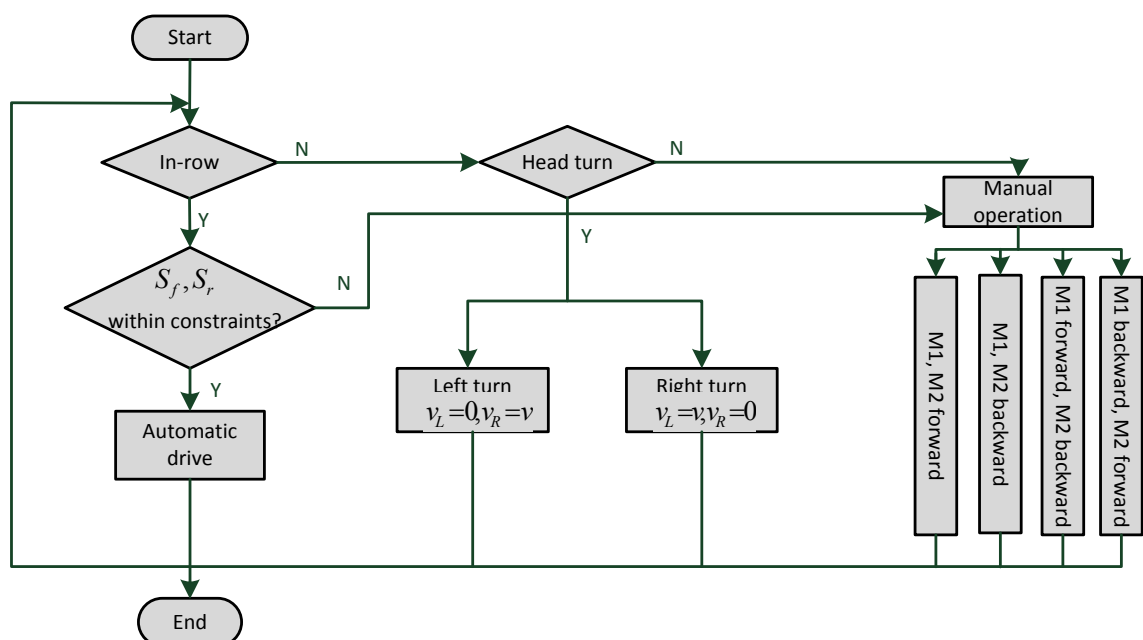 Start
In-row
N
Head turn
N
Manual
operation
Y
Y
S_f, S_r
within constraints?
N
Y
Left turn
v_L=0,v_R=v
Right turn
v_L=v,v_R=0
Automatic
drive
M1, M2 forward
M1, M2 backward
M1 forward, M2 backward
M1 backward, M2 forward
End